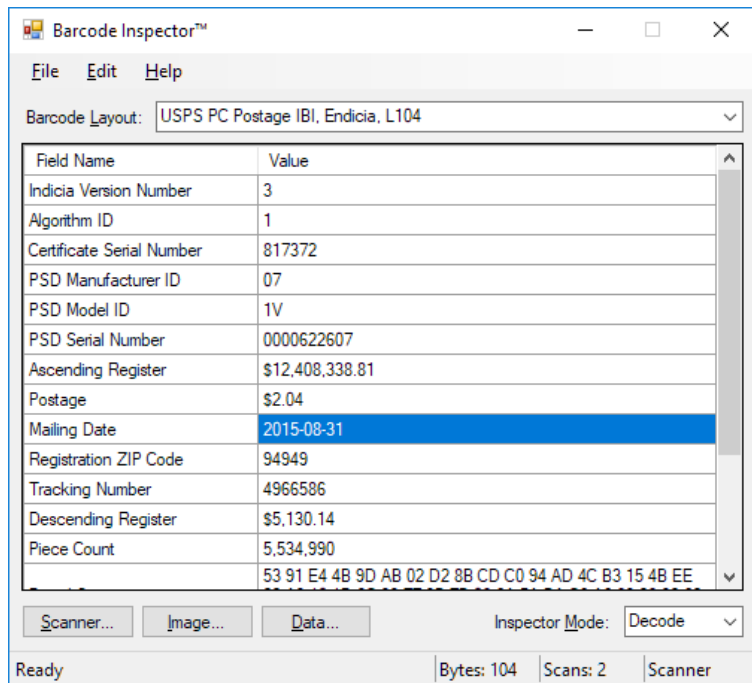 Barcode Inspector™
File Edit Help
Barcode Layout: USPS PC Postage IBI, Endicia, L104
Field Name Value
Indicia Version Number 3
Algorithm ID 1
Certificate Serial Number 817372
PSD Manufacturer ID 07
PSD Model ID 1V
PSD Serial Number 0000622607
Ascending Register $12,408,338.81
Postage $2.04
Mailing Date 2015-08-31
Registration ZIP Code 94949
Tracking Number 4966586
Descending Register $5,130.14
Piece Count 5,534,990
53 91 E4 4B 9D AB 02 D2 8B CD C0 94 AD 4C B3 15 4B EE
Scanner... Image... Data... Inspector Mode: Decode
Ready Bytes: 104 Scans: 2 Scanner